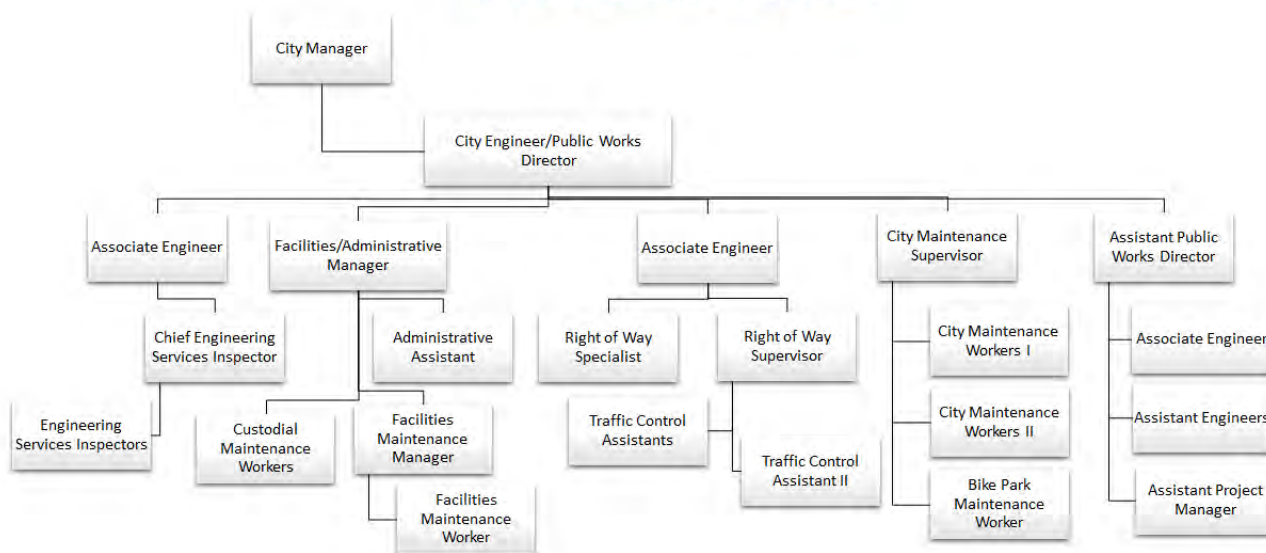 City Manager
City Engineer/Public Works
Director
Associate Engineer
Facilities/Administrative
Manager
Associate Engineer
City Maintenance
Supervisor
Assistant Public
Works Director
Chief Engineering
Services Inspector
Administrative
Assistant
Right of Way
Specialist
Right of Way
Supervisor
City Maintenance
Workers I
Associate Engineer
Engineering
Services Inspectors
Custodial
Maintenance
Workers
Facilities
Maintenance
Manager
Traffic Control
Assistants
City Maintenance
Workers II
Assistant Engineers
Traffic Control
Assistant II
Facilities
Maintenance
Worker
Bike Park
Maintenance
Worker
Assistant Project
Manager